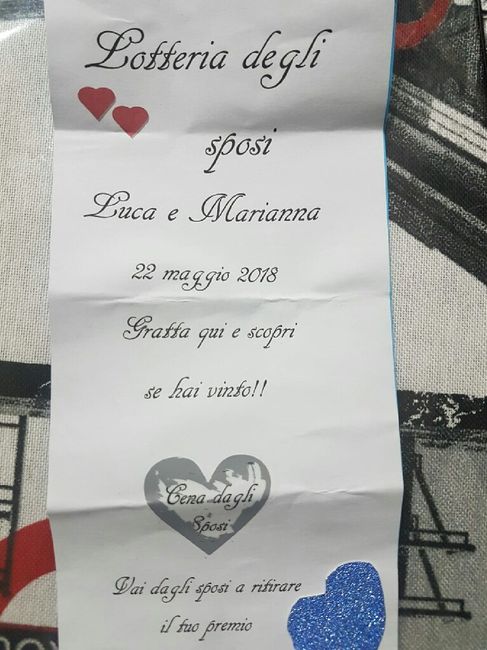 Lotteria degli
sposi
Luca e Marianna
22 maggio 2018
Gratta qui e scopri
se hai vinto!!
Cena dagli
Sposi
Vai dagli sposi a ritirare
il tuo premio